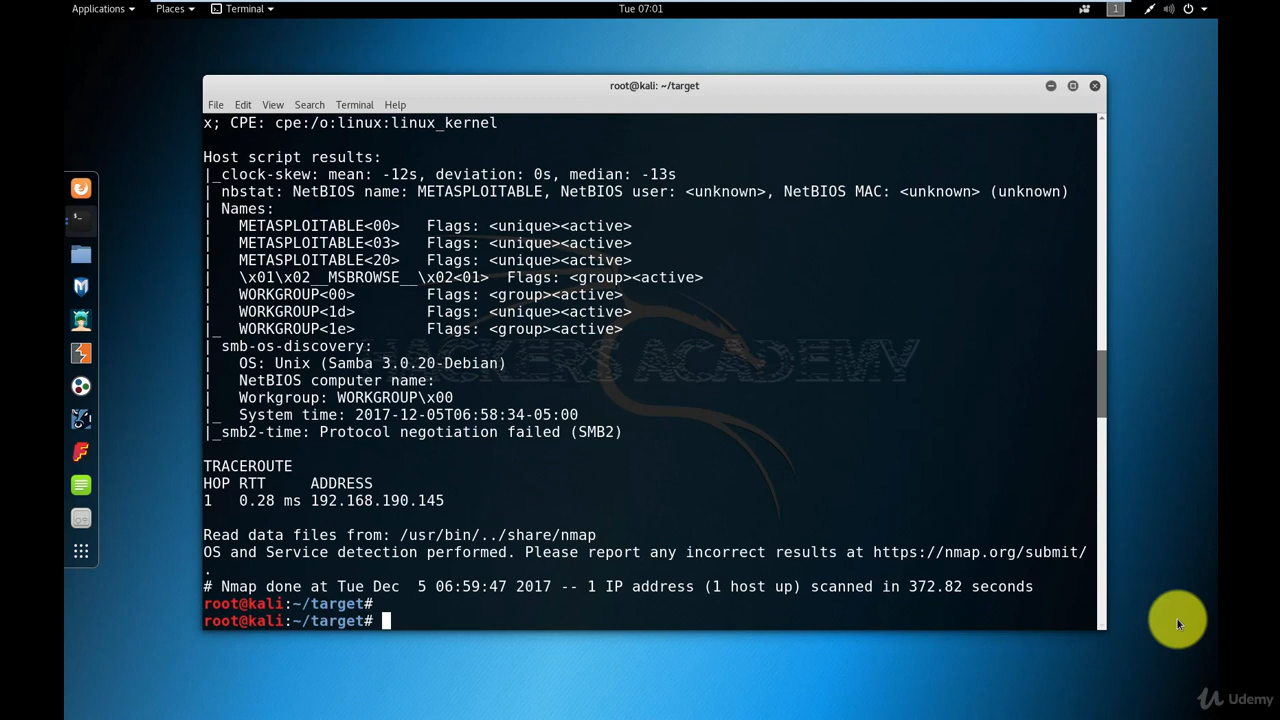 Applications Places Terminal Tue 07:01 1
root@kali: ~/target
File Edit View Search Terminal Help
x; CPE: cpe:/o:linux:linux_kernel
Host script results:
|_clock-skew: mean: -12s, deviation: 0s, median: -13s
| nbstat: NetBIOS name: METASPLOITABLE, NetBIOS user: <unknown>, NetBIOS MAC: <unknown> (unknown)
| Names:
|   METASPLOITABLE<00>   Flags: <unique><active>
|   METASPLOITABLE<03>   Flags: <unique><active>
|   METASPLOITABLE<20>   Flags: <unique><active>
|   \x01\x02__MSBROWSE__\x02<01>  Flags: <group><active>
|   WORKGROUP<00>        Flags: <group><active>
|   WORKGROUP<1d>        Flags: <unique><active>
|_  WORKGROUP<1e>        Flags: <group><active>
| smb-os-discovery:
|   OS: Unix (Samba 3.0.20-Debian)
|   NetBIOS computer name:
|   Workgroup: WORKGROUP\x00
|_  System time: 2017-12-05T06:58:34-05:00
|_smb2-time: Protocol negotiation failed (SMB2)
HACKERS ACADEMY
TRACEROUTE
HOP RTT     ADDRESS
1   0.28 ms 192.168.190.145
Read data files from: /usr/bin/../share/nmap
OS and Service detection performed. Please report any incorrect results at https://nmap.org/submit/
.
# Nmap done at Tue Dec  5 06:59:47 2017 -- 1 IP address (1 host up) scanned in 372.82 seconds
root@kali:~/target#
root@kali:~/target#
Udemy